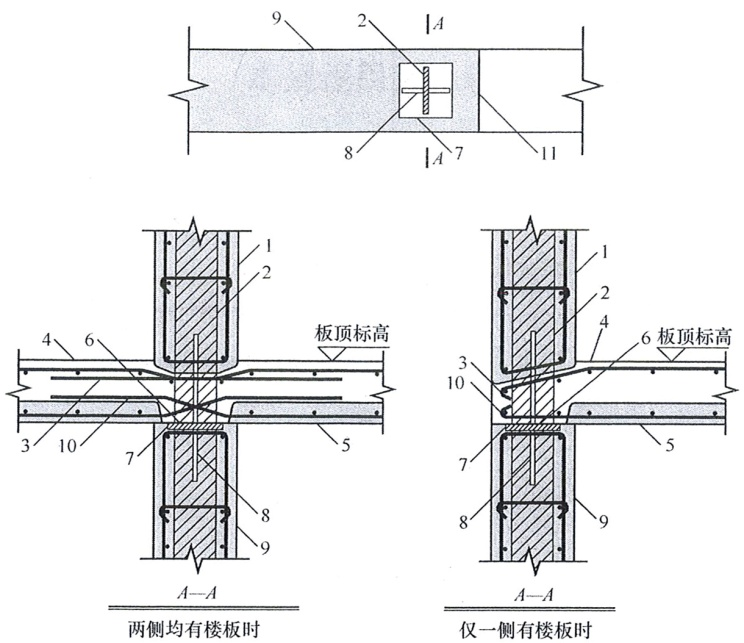 9 2 A
8 A 7 11
1
2
4 6 板顶标高
3 10 7 5
8
9
A—A
两侧均有楼板时
1
2
4
6 板顶标高
3
10
7 5
8 9
A—A
仅一侧有楼板时